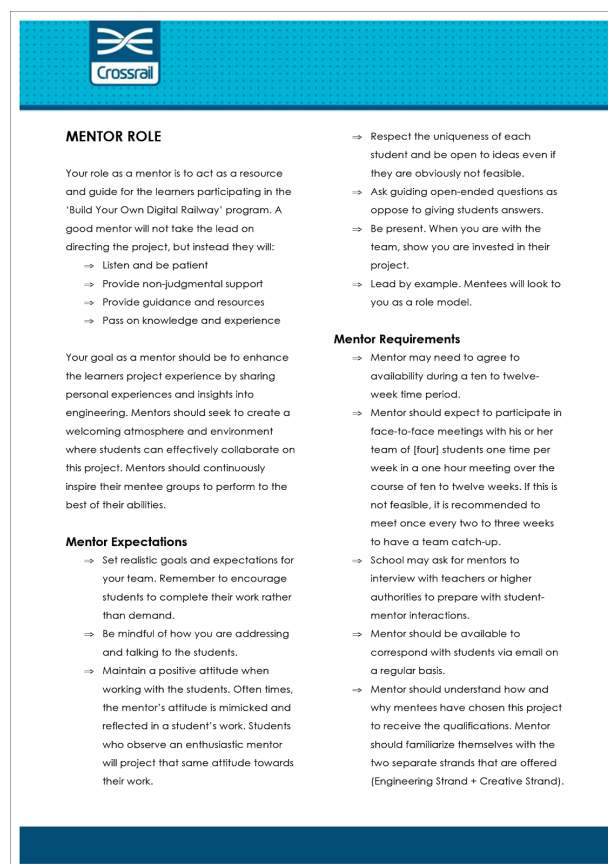 Crossrail
MENTOR ROLE
Your role as a mentor is to act as a resource
and guide for the learners participating in the
‘Build Your Own Digital Railway’ program. A
good mentor will not take the lead on
directing the project, but instead they will:
⇒ Listen and be patient
⇒ Provide non-judgmental support
⇒ Provide guidance and resources
⇒ Pass on knowledge and experience
Your goal as a mentor should be to enhance
the learners project experience by sharing
personal experiences and insights into
engineering. Mentors should seek to create a
welcoming atmosphere and environment
where students can effectively collaborate on
this project. Mentors should continuously
inspire their mentee groups to perform to the
best of their abilities.
Mentor Expectations
⇒ Set realistic goals and expectations for
your team. Remember to encourage
students to complete their work rather
than demand.
⇒ Be mindful of how you are addressing
and talking to the students.
⇒ Maintain a positive attitude when
working with the students. Often times,
the mentor’s attitude is mimicked and
reflected in a student’s work. Students
who observe an enthusiastic mentor
will project that same attitude towards
their work.
⇒ Respect the uniqueness of each
student and be open to ideas even if
they are obviously not feasible.
⇒ Ask guiding open-ended questions as
oppose to giving students answers.
⇒ Be present. When you are with the
team, show you are invested in their
project.
⇒ Lead by example. Mentees will look to
you as a role model.
Mentor Requirements
⇒ Mentor may need to agree to
availability during a ten to twelve-
week time period.
⇒ Mentor should expect to participate in
face-to-face meetings with his or her
team of [four] students one time per
week in a one hour meeting over the
course of ten to twelve weeks. If this is
not feasible, it is recommended to
meet once every two to three weeks
to have a team catch-up.
⇒ School may ask for mentors to
interview with teachers or higher
authorities to prepare with student-
mentor interactions.
⇒ Mentor should be available to
correspond with students via email on
a regular basis.
⇒ Mentor should understand how and
why mentees have chosen this project
to receive the qualifications. Mentor
should familiarize themselves with the
two separate strands that are offered
(Engineering Strand + Creative Strand).